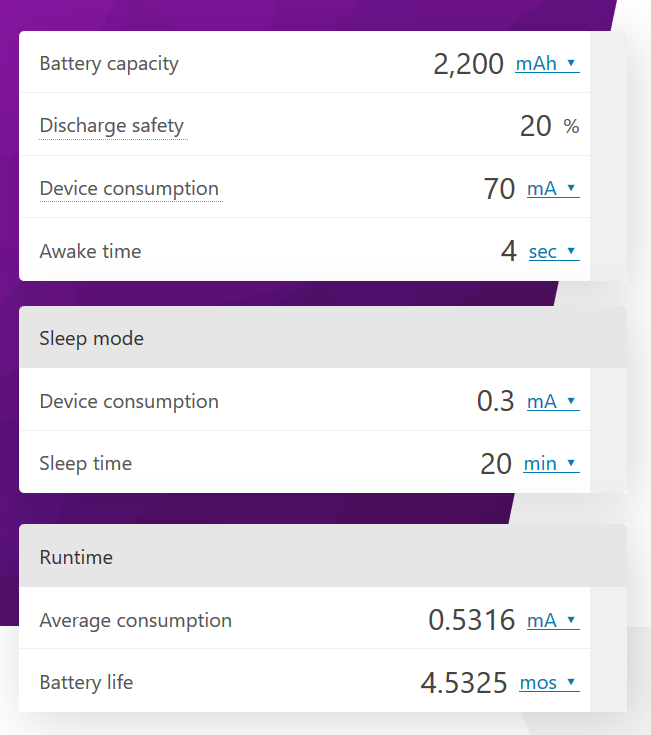 Battery capacity 2,200 mAh
Discharge safety 20 %
Device consumption 70 mA
Awake time 4 sec
Sleep mode
Device consumption 0.3 mA
Sleep time 20 min
Runtime
Average consumption 0.5316 mA
Battery life 4.5325 mos